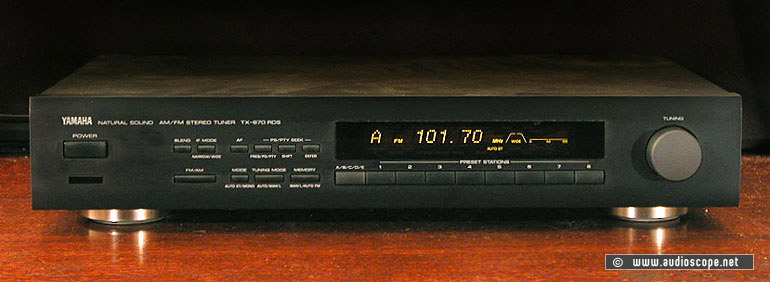 YAMAHA NATURAL SOUND AM/FM STEREO TUNER TX-670 RDS
TUNING
POWER
BLEND IF MODE AF PS/PTY SEEK
NARROW/WIDE FREQ/PS/PTY SHIFT ENTER
A FM 101.70 MHz WIDE
AUTO ST
PRESET STATIONS
A/B/C/D/E 1 2 3 4 5 6 7 8
FM/AM MODE TUNING MODE MEMORY
AUTO ST/MONO AUTO/MAN'L MAN'L/AUTO FM
© www.audioscope.net